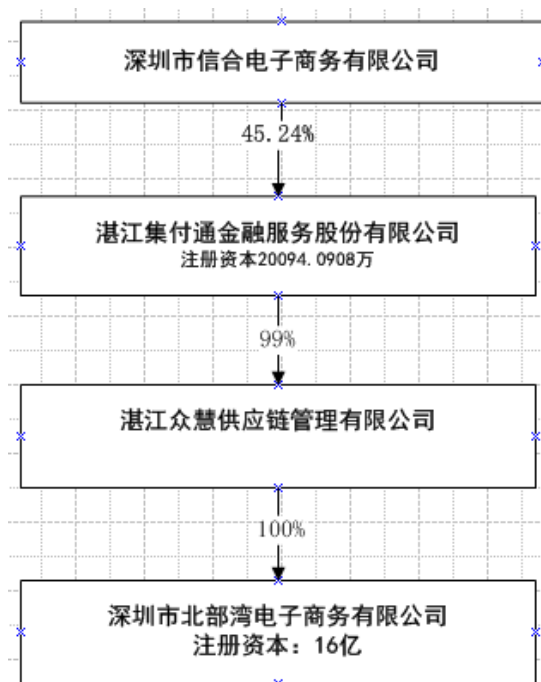 深圳市信合电子商务有限公司
45.24%
湛江集付通金融服务股份有限公司
注册资本20094.0908万
99%
湛江众慧供应链管理有限公司
100%
深圳市北部湾电子商务有限公司
注册资本：16亿